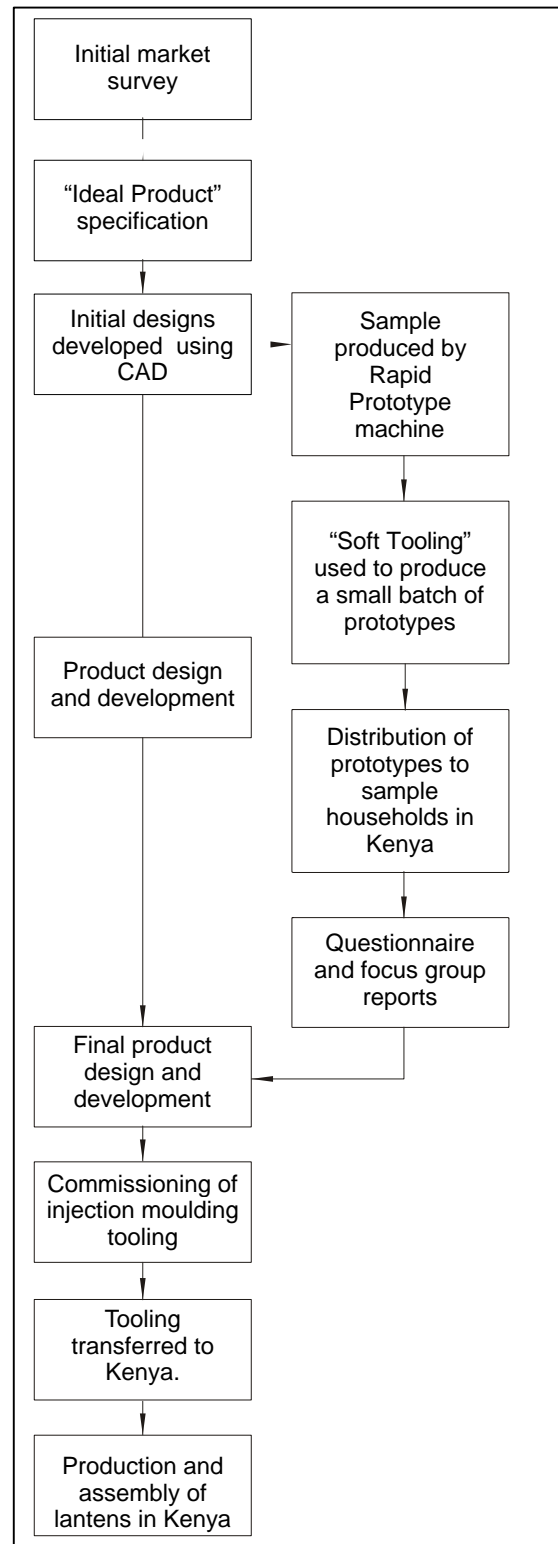 Initial market
survey
“Ideal Product”
specification
Initial designs
developed using
CAD
Sample
produced by
Rapid
Prototype
machine
“Soft Tooling”
used to produce
a small batch of
prototypes
Product design
and development
Distribution of
prototypes to
sample
households in
Kenya
Questionnaire
and focus group
reports
Final product
design and
development
Commissioning of
injection moulding
tooling
Tooling
transferred to
Kenya.
Production and
assembly of
lantens in Kenya